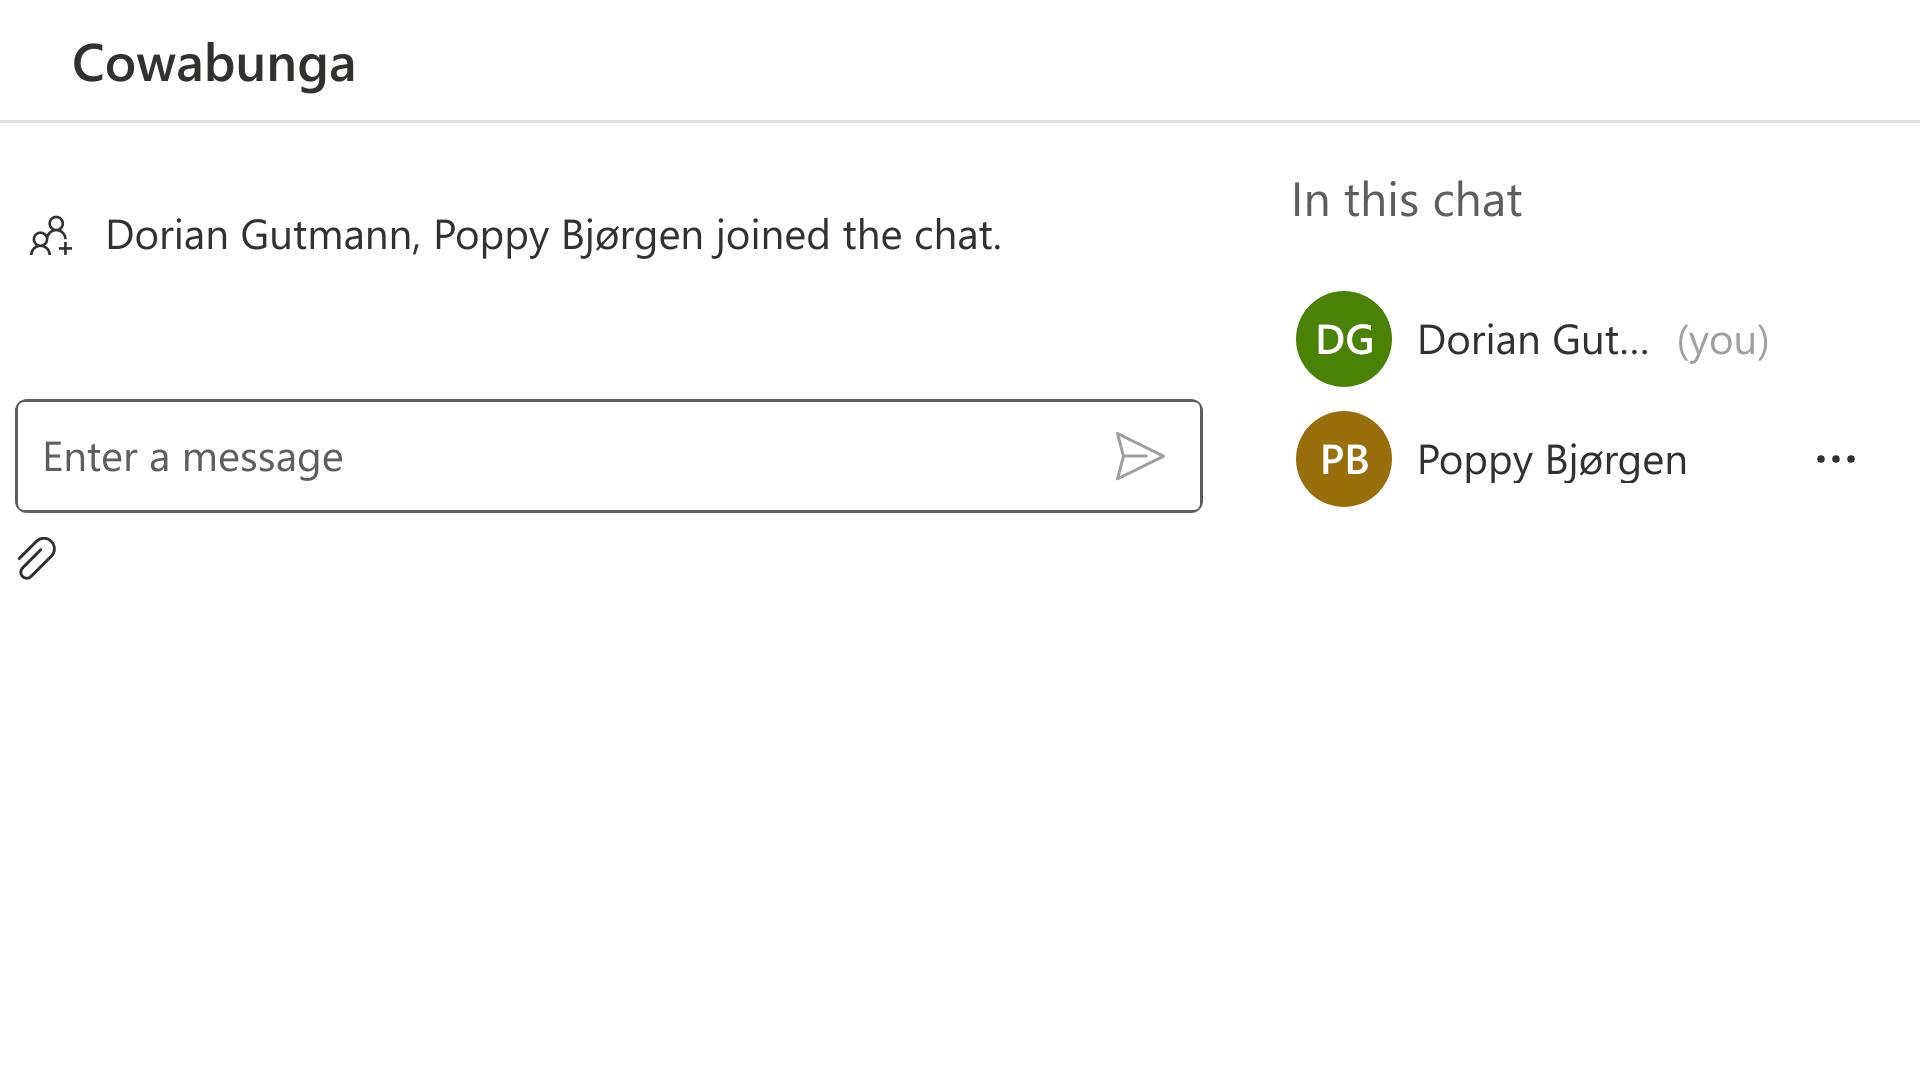 Cowabunga
Dorian Gutmann, Poppy Bjørgen joined the chat.
Enter a message
In this chat
DG Dorian Gut... (you)
PB Poppy Bjørgen